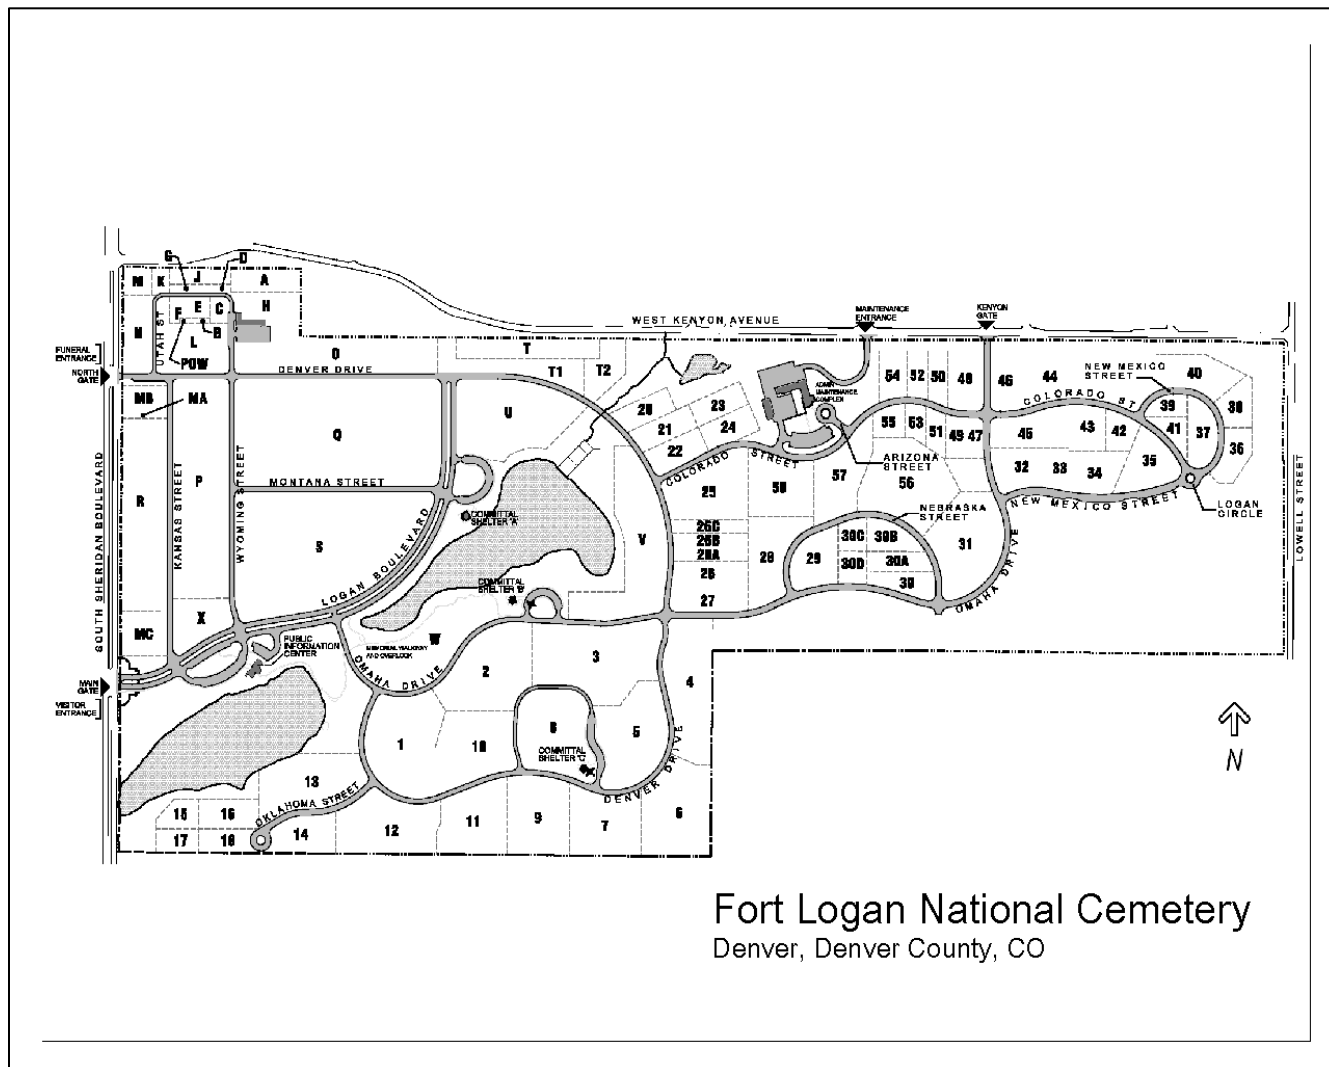 G
D
M
K
J
A
F
E
C
H
N
B
UTAH ST
L
POW
WEST KENYON AVENUE
MAINTENANCE
ENTRANCE
KENYON
GATE
FUNERAL
ENTRANCE
NORTH
GATE
O
DENVER DRIVE
T
T1
T2
MB
MA
U
20
23
21
24
22
ADMIN
MAINTENANCE
COMPLEX
54
52
50
48
46
44
NEW MEXICO
STREET
40
COLORADO ST
39
38
55
53
51
49
47
45
43
42
41
37
36
Q
COLORADO STREET
ARIZONA
STREET
32
33
34
35
SOUTH SHERIDAN BOULEVARD
R
KANSAS STREET
P
WYOMING STREET
MONTANA STREET
25
58
57
56
NEW MEXICO STREET
LOGAN
CIRCLE
LOWELL STREET
NEBRASKA
STREET
COMMITTAL
SHELTER 'A'
S
LOGAN BOULEVARD
V
26C
26B
26A
26
27
28
29
30C
30B
30D
30A
30
31
OMAHA DRIVE
COMMITTAL
SHELTER 'B'
MC
X
PUBLIC
INFORMATION
CENTER
W
MEMORIAL WALKWAY
AND OVERLOOK
MAIN
GATE
VISITOR
ENTRANCE
OMAHA DRIVE
2
3
4
1
10
8
5
COMMITTAL
SHELTER 'C'
DENVER DRIVE
13
OKLAHOMA STREET
15
16
17
18
14
12
11
9
7
6
N
Fort Logan National Cemetery
Denver, Denver County, CO